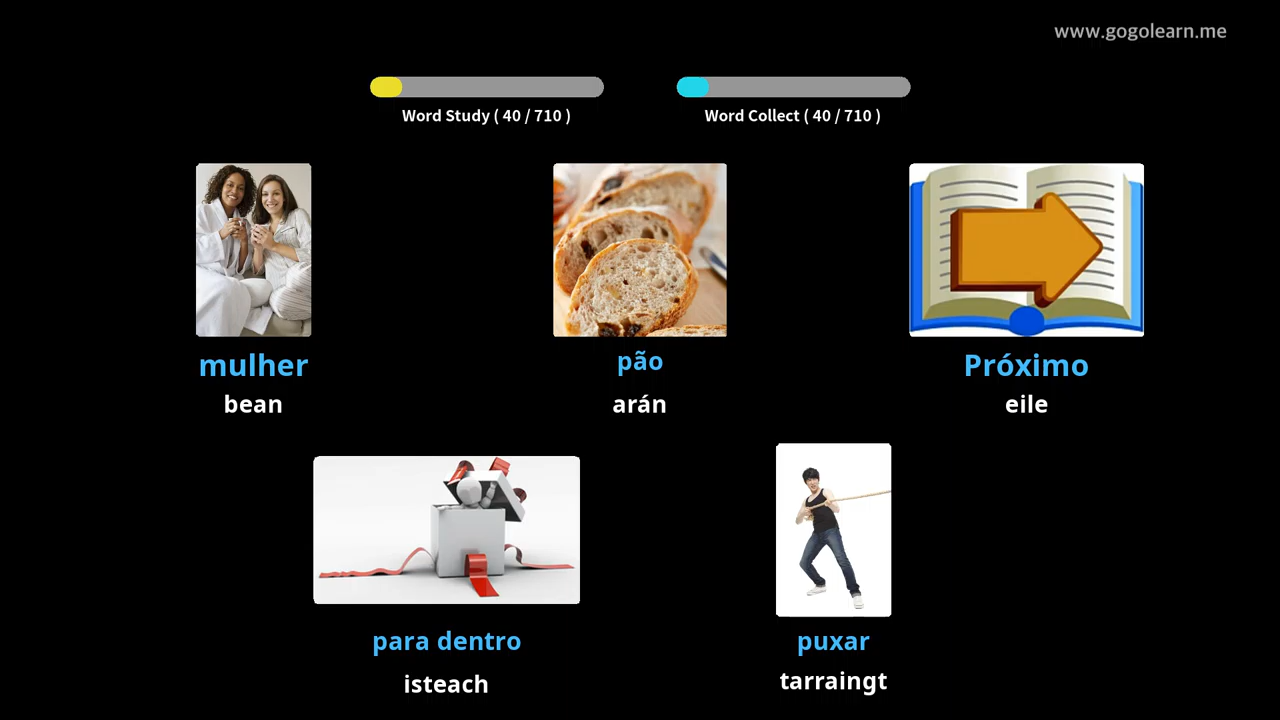 www.gogolearn.me
Word Study ( 40 / 710 )
Word Collect ( 40 / 710 )
mulher
bean
pão
arán
Próximo
eile
para dentro
isteach
puxar
tarraingt